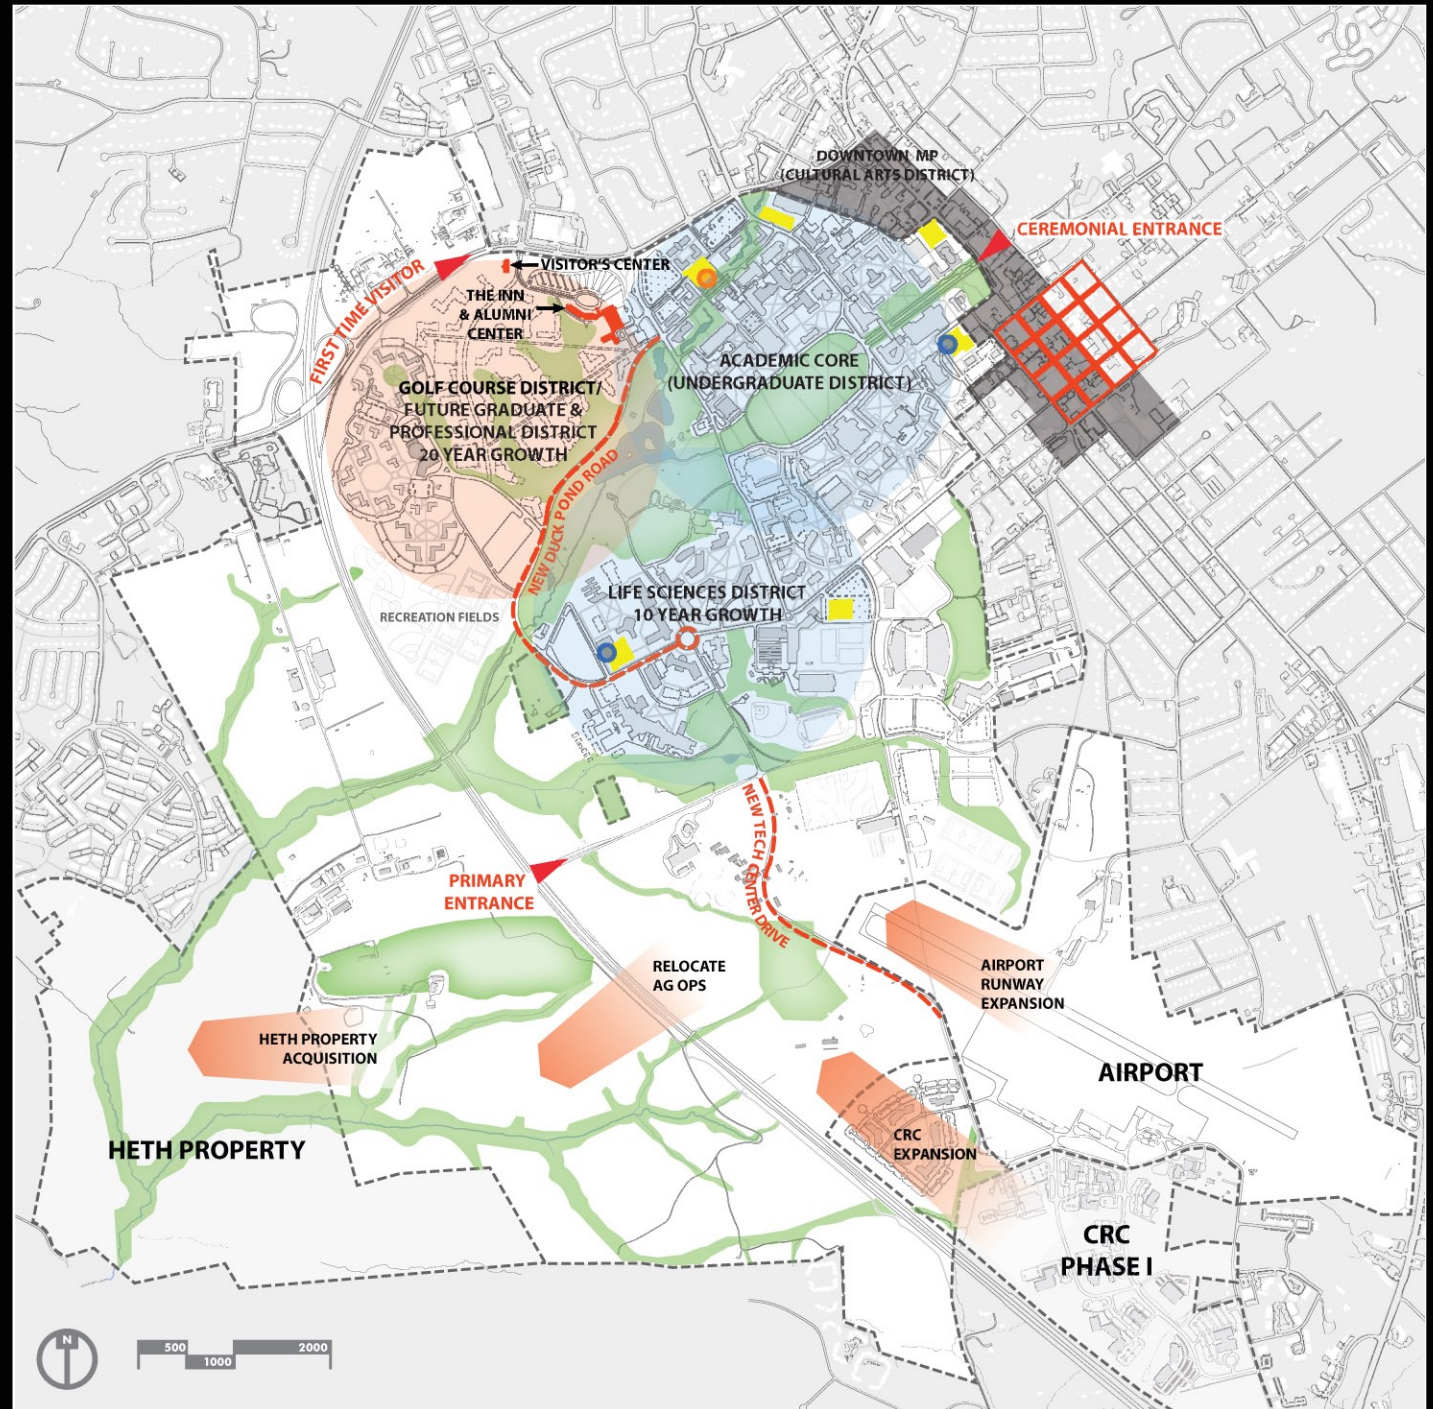 DOWNTOWN MP
(CULTURAL ARTS DISTRICT)
CEREMONIAL ENTRANCE
FIRST TIME VISITOR
VISITOR'S CENTER
THE INN
& ALUMNI
CENTER
ACADEMIC CORE
(UNDERGRADUATE DISTRICT)
GOLF COURSE DISTRICT/
FUTURE GRADUATE &
PROFESSIONAL DISTRICT
20 YEAR GROWTH
NEW DUCK POND ROAD
LIFE SCIENCES DISTRICT
10 YEAR GROWTH
RECREATION FIELDS
NEW TECH CENTER DRIVE
PRIMARY
ENTRANCE
RELOCATE
AG OPS
AIRPORT
RUNWAY
EXPANSION
HETH PROPERTY
ACQUISITION
AIRPORT
CRC
EXPANSION
HETH PROPERTY
CRC
PHASE I
N
500
1000
2000